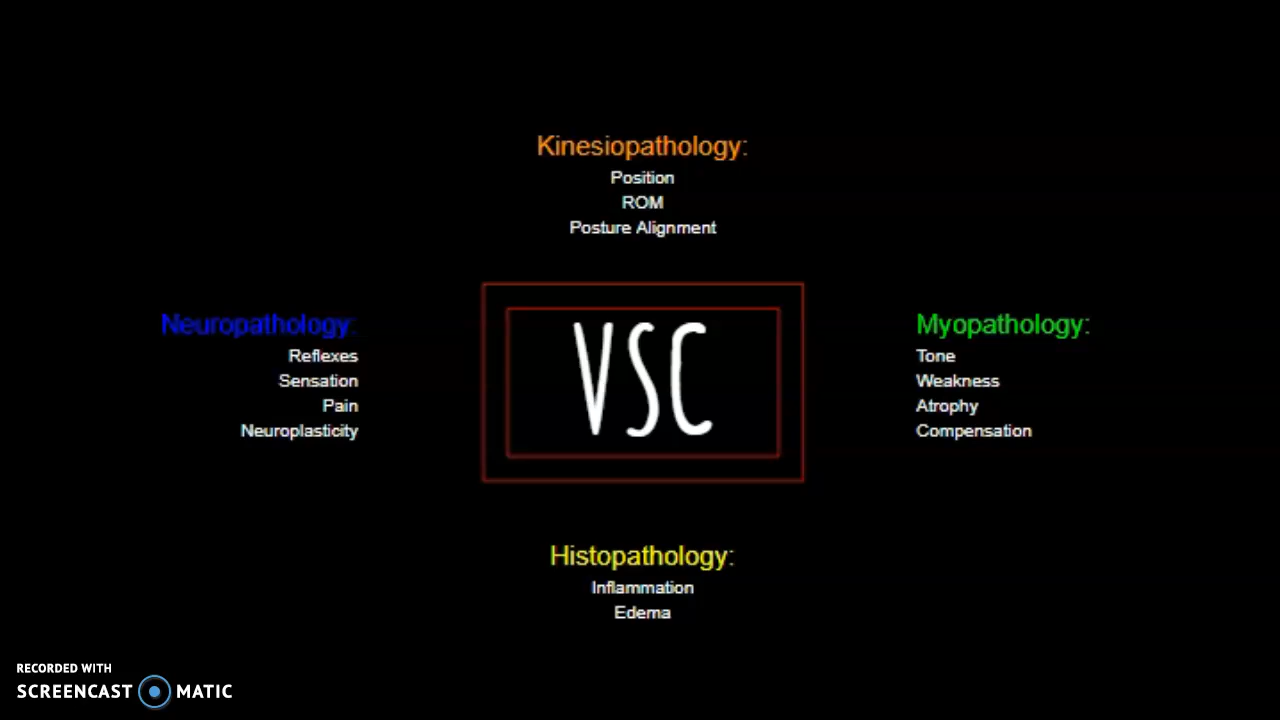 Kinesiopathology:
Position
ROM
Posture Alignment
Neuropathology:
Reflexes
Sensation
Pain
Neuroplasticity
VSC
Myopathology:
Tone
Weakness
Atrophy
Compensation
Histopathology:
Inflammation
Edema
RECORDED WITH
SCREENCAST MATIC